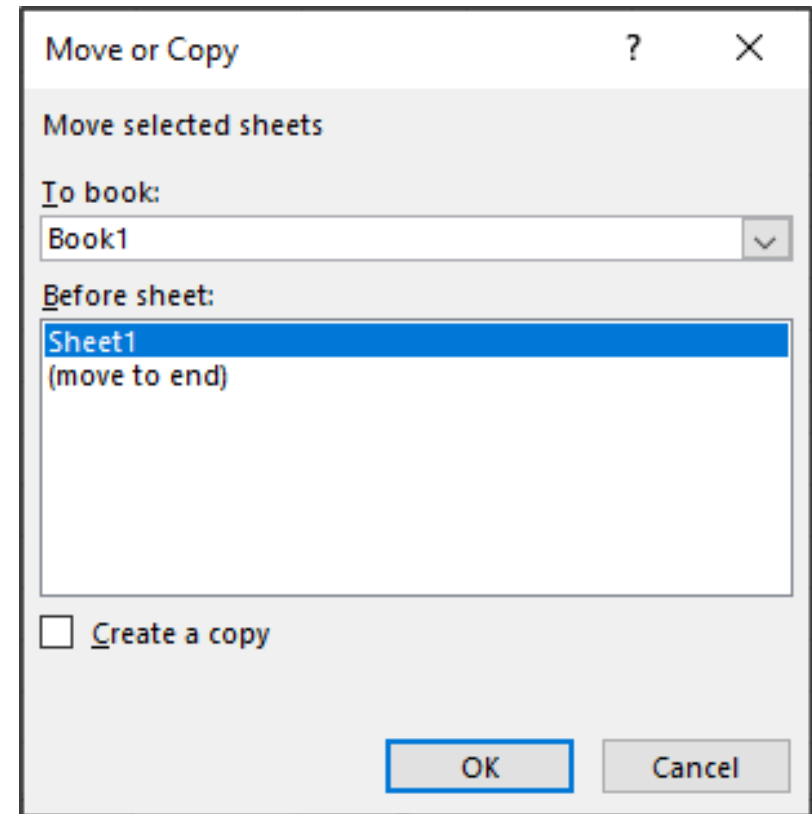 Move or Copy ?
Move selected sheets
To book:
Book1
Before sheet:
Sheet1
(move to end)
Create a copy
OK Cancel